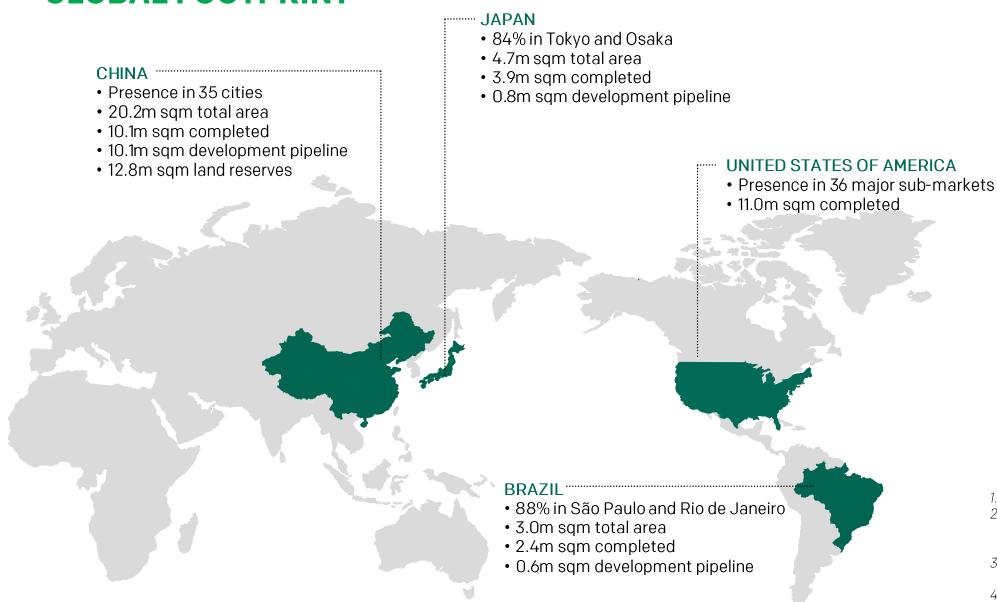 GLOBAL FOOTPRINT
JAPAN
• 84% in Tokyo and Osaka
• 4.7m sqm total area
• 3.9m sqm completed
• 0.8m sqm development pipeline
CHINA
• Presence in 35 cities
• 20.2m sqm total area
• 10.1m sqm completed
• 10.1m sqm development pipeline
• 12.8m sqm land reserves
UNITED STATES OF AMERICA
• Presence in 36 major sub-markets
• 11.0m sqm completed
BRAZIL
• 88% in São Paulo and Rio de Janeiro
• 3.0m sqm total area
• 2.4m sqm completed
• 0.6m sqm development pipeline
1.
2
3
4